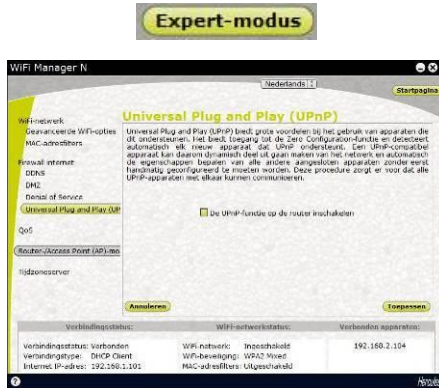 Expert-modus
WiFi Manager N
Nederlands
Startpagina
WiFi-netwerk
Geavanceerde WiFi-opties
MAC-adresfilters
Firewall internet
DDNS
DMZ
Denial of Service
Universal Plug and Play (UP
QoS
Router-/Access Point (AP)-mo
Tijdzoneserver
Universal Plug and Play (UPnP)
Universal Plug and Play (UPnP) biedt grote voordelen bij het gebruik van apparaten die
dit ondersteunen. Het biedt toegang tot de Zero Configuration-functie en detecteert
automatisch elk nieuw apparaat dat UPnP ondersteunt. Een UPnP-compatibel
apparaat kan daarom dynamisch deel uit gaan maken van het netwerk en automatisch
de eigenschappen bepalen van alle andere aangesloten apparaten zonder eerst
handmatig geconfigureerd te moeten worden. Deze procedure zorgt er voor dat alle
UPnP-apparaten met elkaar kunnen communiceren.
De UPnP-functie op de router inschakelen
Annuleren
Toepassen
Verbindingsstatus:
Verbindingsstatus: Verbonden
Verbindingstype: DHCP Client
Internet IP-adres: 192.168.1.101
WiFi-netwerkstatus:
WiFi-netwerk: Ingeschakeld
WiFi-beveiliging: WPA2 Mixed
MAC-adresfilters: Uitgeschakeld
Verbonden apparaten:
192.168.2.104
Hercules